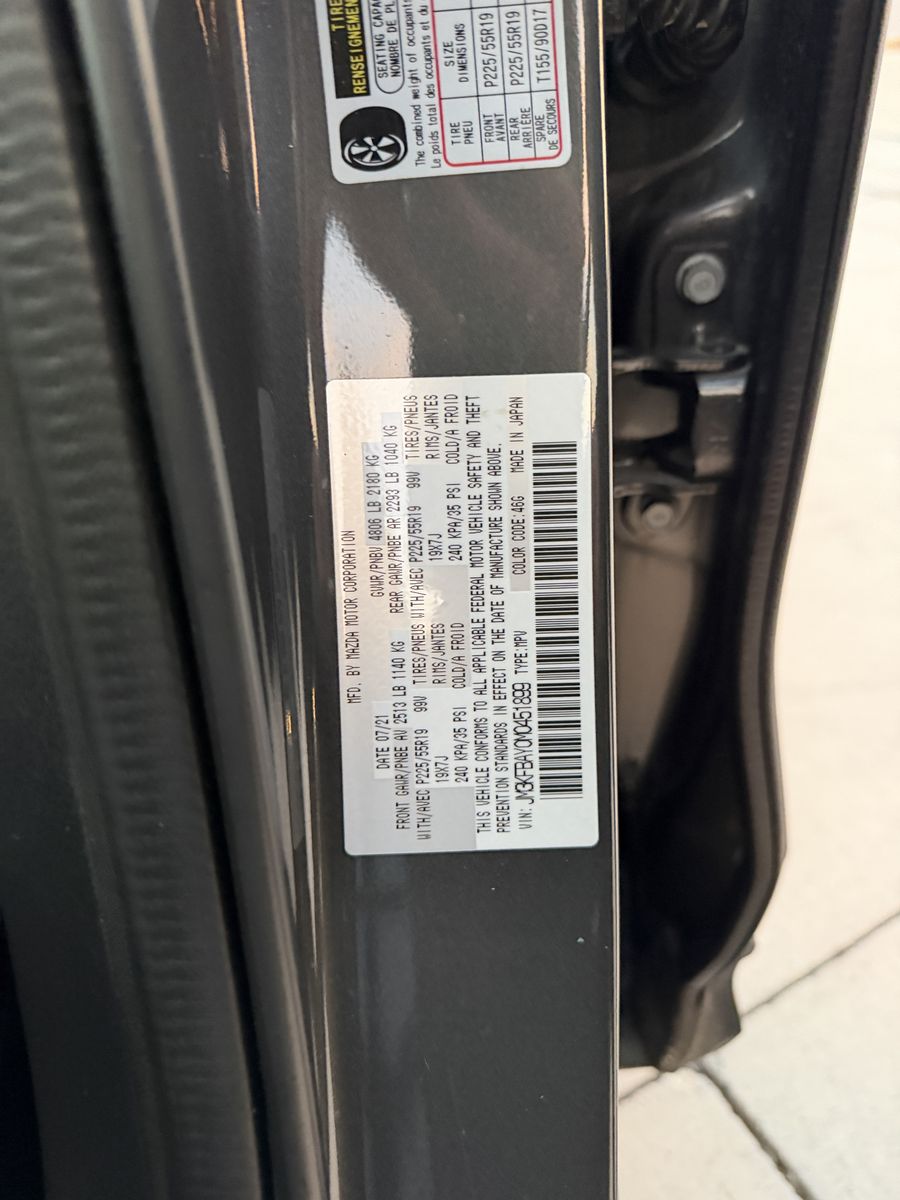 TIRE
RENSEIGNEMENT
SEATING CAPA
NOMBRE DE PL
The combined weight of occupant
Le poids total des occupants et du
TIRE SIZE
PNEU DIMENSIONS
FRONT P225/55R19
AVANT
REAR P225/55R19
ARRIÈRE
SPARE T155/90D17
DE SECOURS
MFD. BY MAZDA MOTOR CORPORATION
DATE 07/21 GVWR/PNBV 4806 LB 2180 KG
FRONT GAWR/PNBE AV 2513 LB 1140 KG REAR GAWR/PNBE AR 2293 LB 1040 KG
WITH/AVEC P225/55R19 99V TIRES/PNEUS WITH/AVEC P225/55R19 99V TIRES/PNEUS
19X7J RIMS/JANTES 19X7J RIMS/JANTES
240 KPA/35 PSI COLD/A FROID 240 KPA/35 PSI COLD/A FROID
THIS VEHICLE CONFORMS TO ALL APPLICABLE FEDERAL MOTOR VEHICLE SAFETY AND THEFT
PREVENTION STANDARDS IN EFFECT ON THE DATE OF MANUFACTURE SHOWN ABOVE.
VIN: JM3KFBAY0M0451899 TYPE:MPV COLOR CODE:46G MADE IN JAPAN